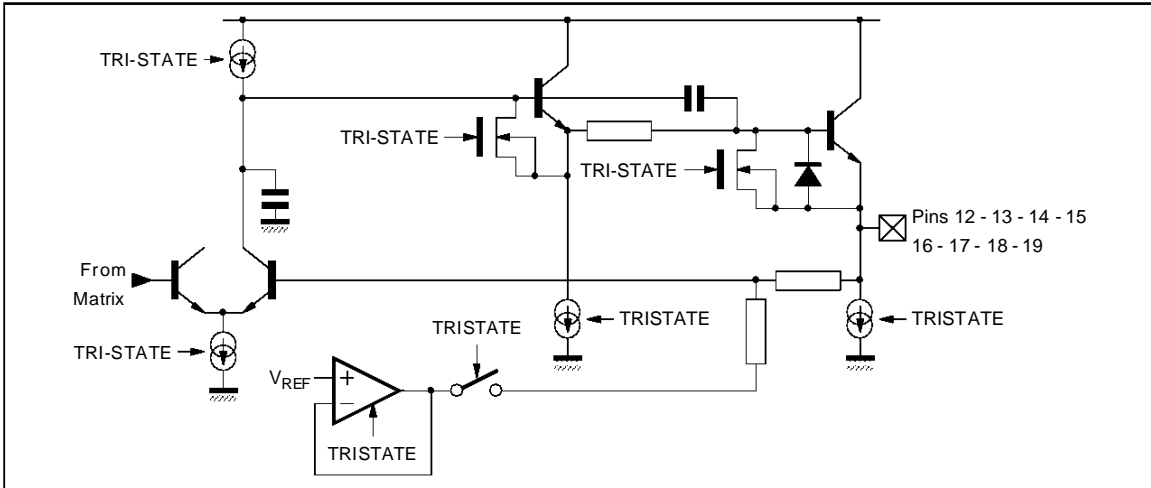 TRI-STATE
TRI-STATE
TRI-STATE
Pins 12 - 13 - 14 - 15
16 - 17 - 18 - 19
From
Matrix
TRI-STATE
TRISTATE
TRISTATE
TRISTATE
VREF
+
−
TRISTATE